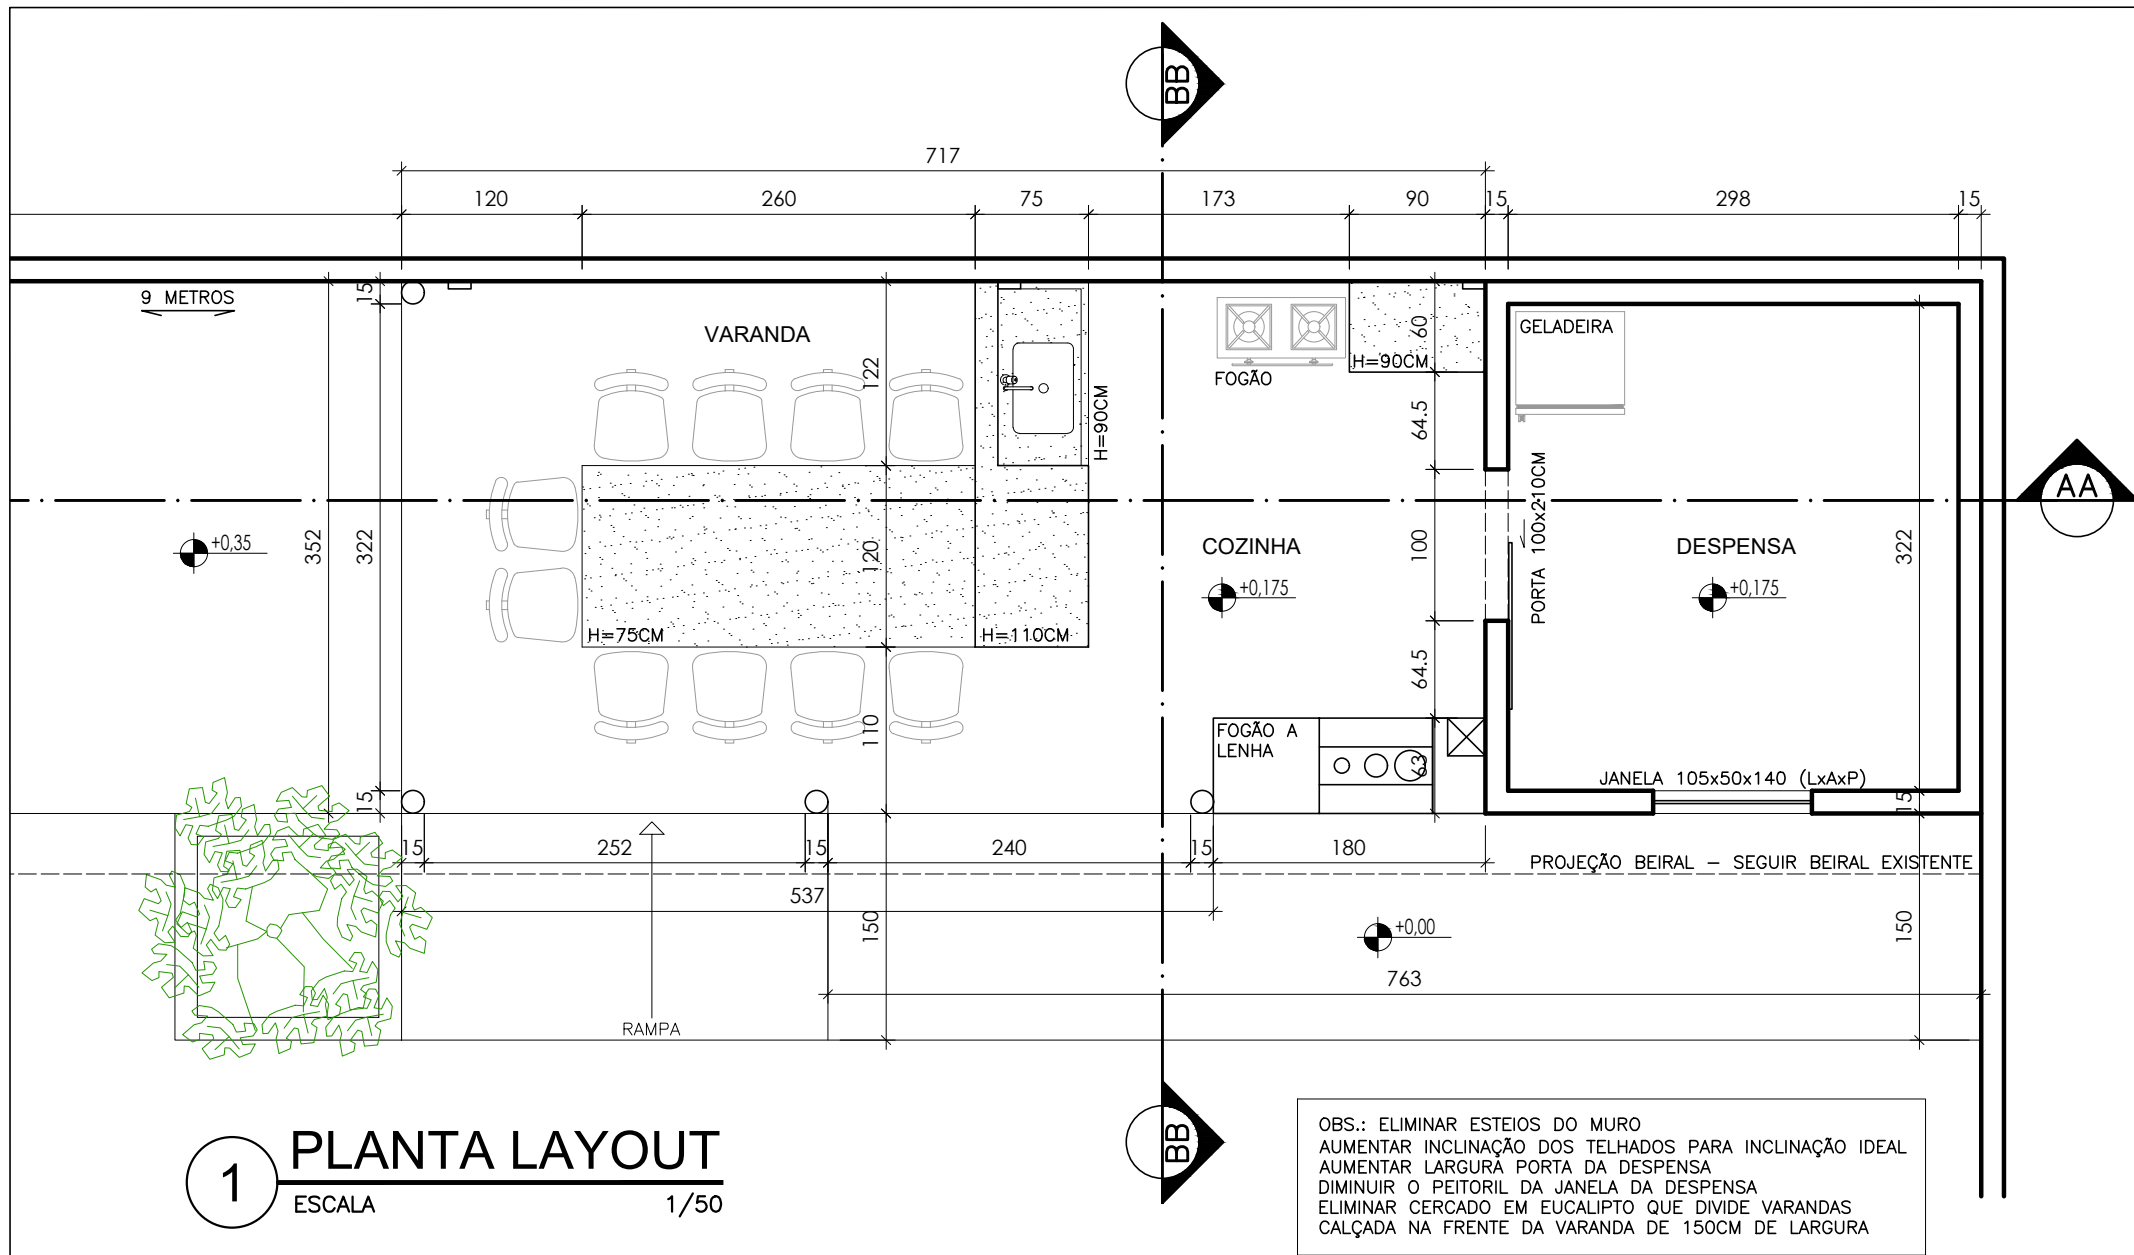 BB
717
120
260
75
173
90
15
298
15
9 METROS
15
VARANDA
122
H=90CM
FOGÃO
60
H=90CM
64.5
GELADEIRA
PORTA 100x210CM
AA
+0,35
352
322
120
COZINHA
+0,175
100
DESPENSA
+0,175
322
H=75CM
H=110CM
64.5
110
FOGÃO A
LENHA
63
JANELA 105x50x140 (LxAxP)
15
15
15
252
15
240
15
180
PROJEÇÃO BEIRAL – SEGUIR BEIRAL EXISTENTE
537
150
+0,00
150
763
RAMPA
BB
1
PLANTA LAYOUT
ESCALA 1/50
OBS.: ELIMINAR ESTEIOS DO MURO
AUMENTAR INCLINAÇÃO DOS TELHADOS PARA INCLINAÇÃO IDEAL
AUMENTAR LARGURA PORTA DA DESPENSA
DIMINUIR O PEITORIL DA JANELA DA DESPENSA
ELIMINAR CERCADO EM EUCALIPTO QUE DIVIDE VARANDAS
CALÇADA NA FRENTE DA VARANDA DE 150CM DE LARGURA